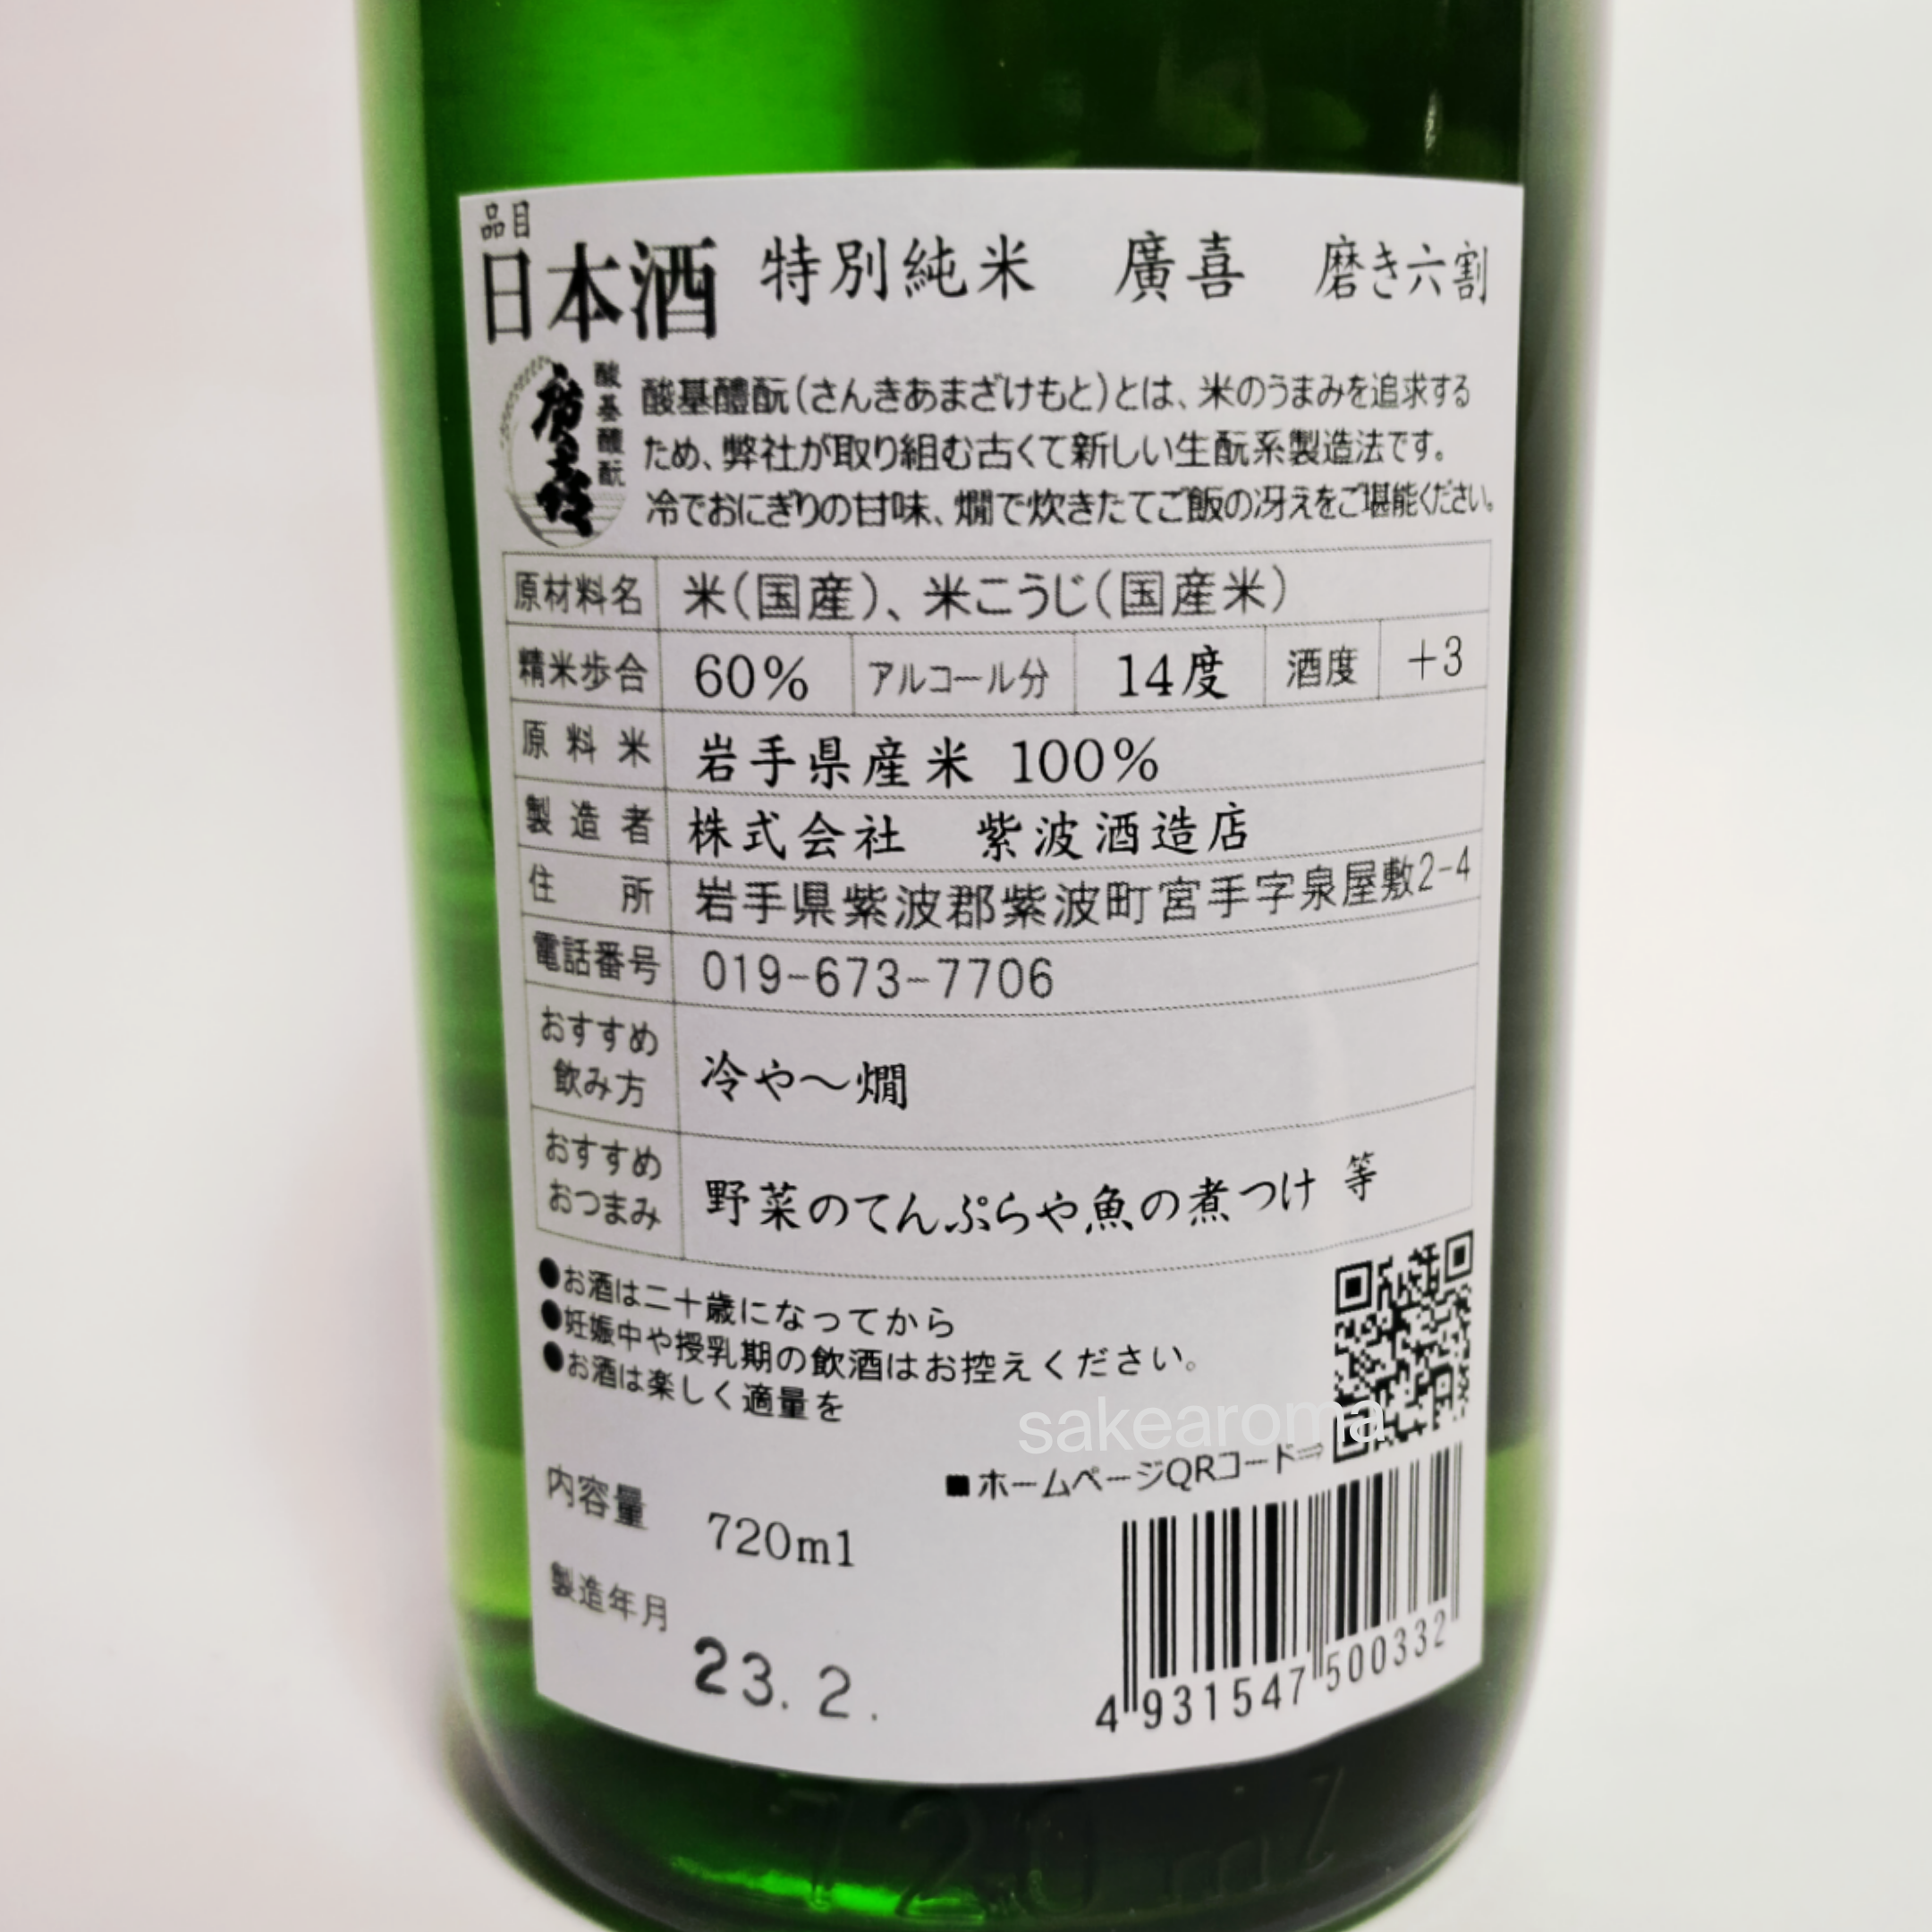 品目
日本酒 特別純米 廣喜 磨き六割
酸基醴酛
廣喜
酸基醴酛(さんきあまざけもと)とは、米のうまみを追求する
ため、弊社が取り組む古くて新しい生酛系製造法です。
冷でおにぎりの甘味、燗で炊きたてご飯の冴えをご堪能ください。
原材料名 米(国産)、米こうじ(国産米)
精米歩合 60% アルコール分 14度 酒度 +3
原料米 岩手県産米 100%
製造者 株式会社 紫波酒造店
住所 岩手県紫波郡紫波町宮手字泉屋敷2-4
電話番号 019-673-7706
おすすめ
飲み方 冷や〜燗
おすすめ
おつまみ 野菜のてんぷらや魚の煮つけ 等
●お酒は二十歳になってから
●妊娠中や授乳期の飲酒はお控えください。
●お酒は楽しく適量を
sakearoma
■ホームページQRコード⇒
内容量 720ml
製造年月
23.2.
4 931547 500332
720ml